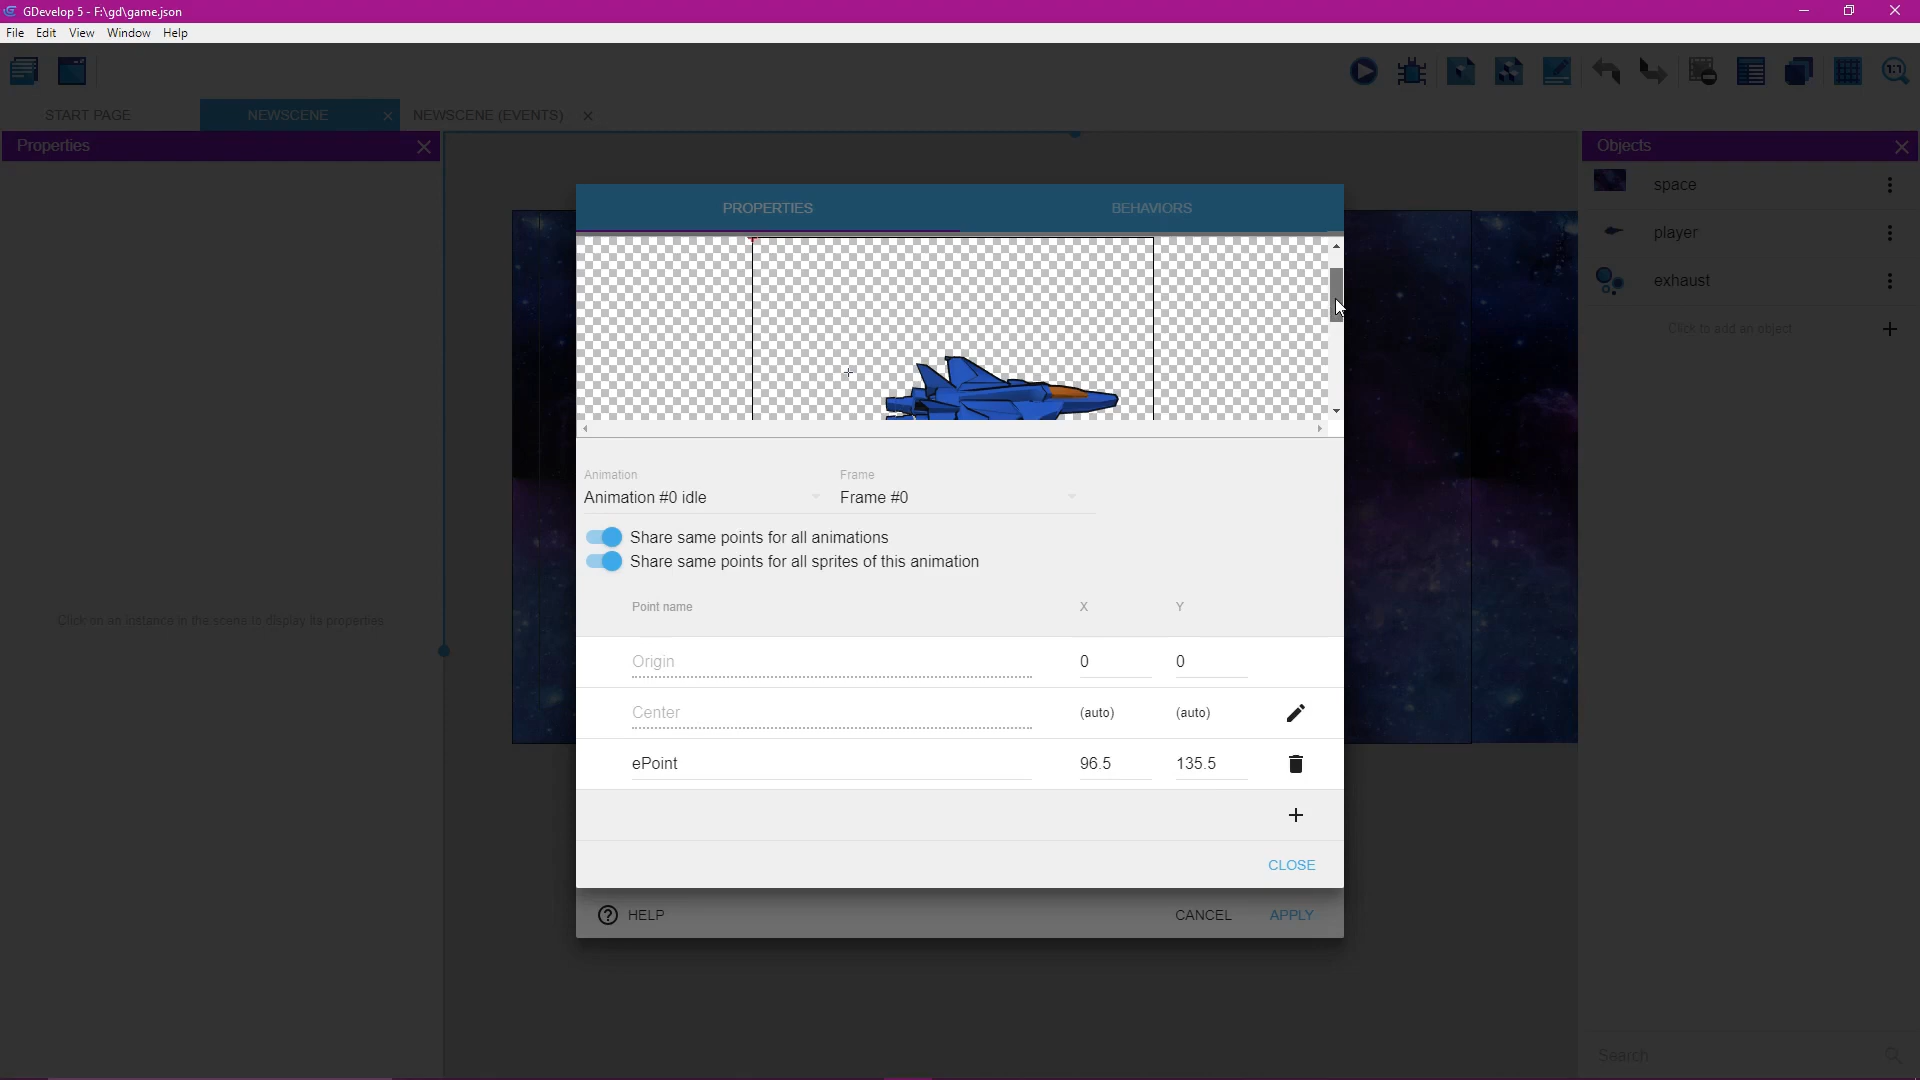 GDevelop 5 - F:\gd\game.json
File Edit View Window Help
1:1
START PAGE NEWSCENE NEWSCENE (EVENTS)
Properties
Objects
PROPERTIES BEHAVIORS
space
player
exhaust
Click to add an object
Animation Frame
Animation #0 idle Frame #0
Share same points for all animations
Share same points for all sprites of this animation
Point name X Y
Click on an instance in the scene to display its properties
Origin 0 0
Center (auto) (auto)
ePoint 96.5 135.5
CLOSE
HELP CANCEL APPLY
Search